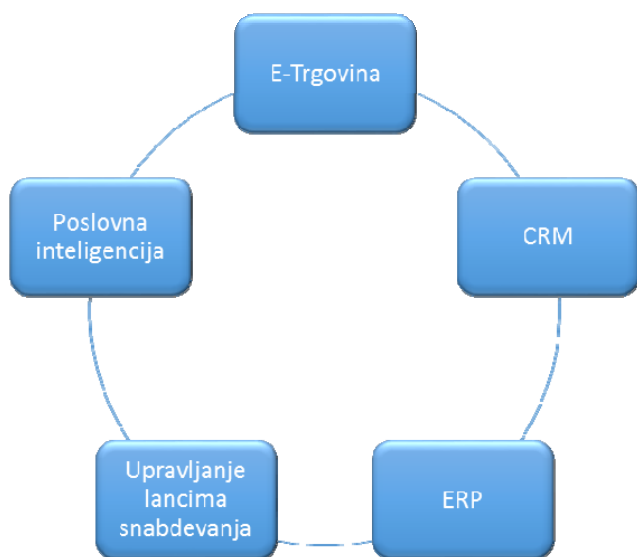 E-Trgovina
CRM
ERP
Upravljanje
lancima
snabdevanja
Poslovna
inteligencija